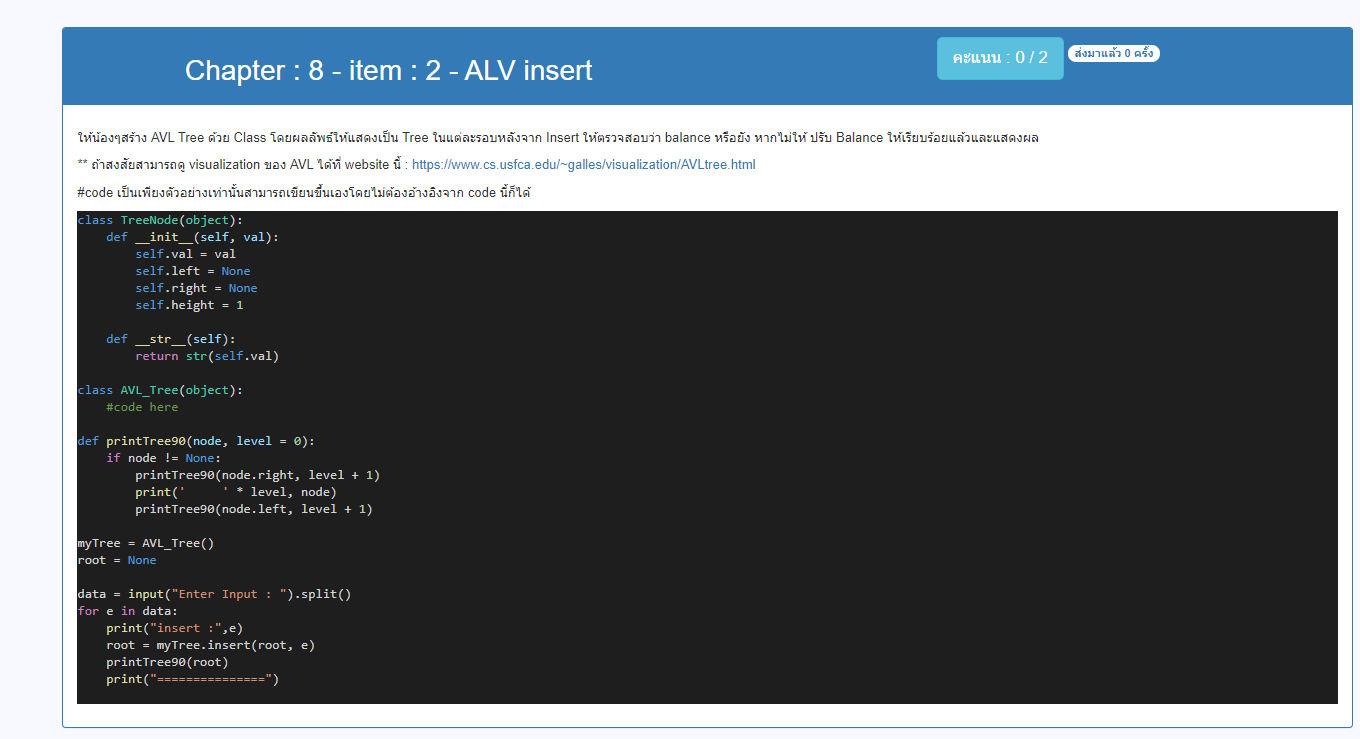 Chapter : 8 - item : 2 - ALV insert
คะแนน : 0 / 2
ส่งมาแล้ว 0 ครั้ง
ให้น้องๆสร้าง AVL Tree ด้วย Class โดยผลลัพธ์ให้แสดงเป็น Tree ในแต่ละรอบหลังจาก Insert ให้ตรวจสอบว่า balance หรือยัง หากไม่ให้ ปรับ Balance ให้เรียบร้อยแล้วและแสดงผล
** ถ้าสงสัยสามารถดู visualization ของ AVL ได้ที่ website นี้ : https://www.cs.usfca.edu/~galles/visualization/AVLtree.html
#code เป็นเพียงตัวอย่างเท่านั้นสามารถเขียนขึ้นเองโดยไม่ต้องอ้างอิงจาก code นี้ก็ได้
class TreeNode(object):
    def __init__(self, val):
        self.val = val
        self.left = None
        self.right = None
        self.height = 1
    def __str__(self):
        return str(self.val)
class AVL_Tree(object):
    #code here
def printTree90(node, level = 0):
    if node != None:
        printTree90(node.right, level + 1)
        print('     ' * level, node)
        printTree90(node.left, level + 1)
myTree = AVL_Tree()
root = None
data = input("Enter Input : ").split()
for e in data:
    print("insert :",e)
    root = myTree.insert(root, e)
    printTree90(root)
    print("===============")